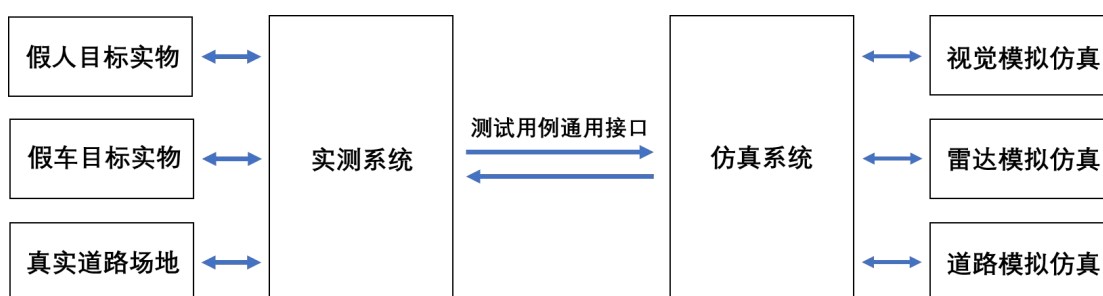 假人目标实物
假车目标实物
真实道路场地
实测系统
测试用例通用接口
仿真系统
视觉模拟仿真
雷达模拟仿真
道路模拟仿真